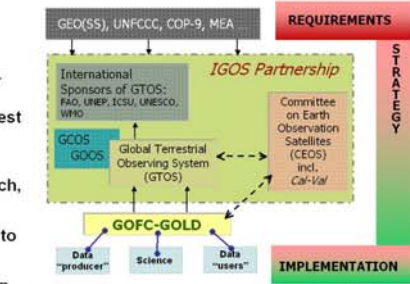 GEO(SS), UNFCCC, COP-9, MEA ...
REQUIREMENTS
STRATEGY
IGOS Partnership
International
Sponsors of GTOS:
FAO, UNEP, ICSU, UNESCO,
WMO
GCOS
GOOS
Global Terrestrial
Observing System
(GTOS)
Committee
on Earth
Observation
Satellites
(CEOS)
incl.
Cal-Val
GOFC-GOLD
Data
"producer"
Science
Data
"users"
IMPLEMENTATION
to